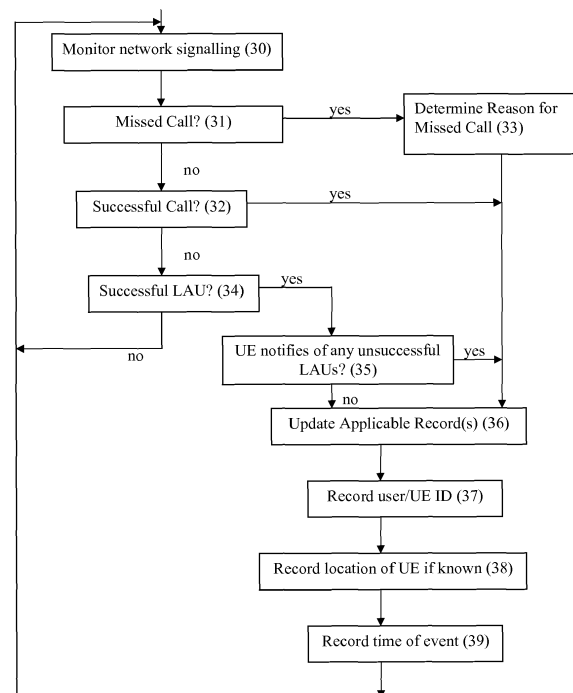 Monitor network signalling (30)
Missed Call? (31)
yes
Determine Reason for
Missed Call (33)
no
Successful Call? (32)
yes
no
Successful LAU? (34)
yes
no
UE notifies of any unsuccessful
LAUs? (35)
yes
no
Update Applicable Record(s) (36)
Record user/UE ID (37)
Record location of UE if known (38)
Record time of event (39)